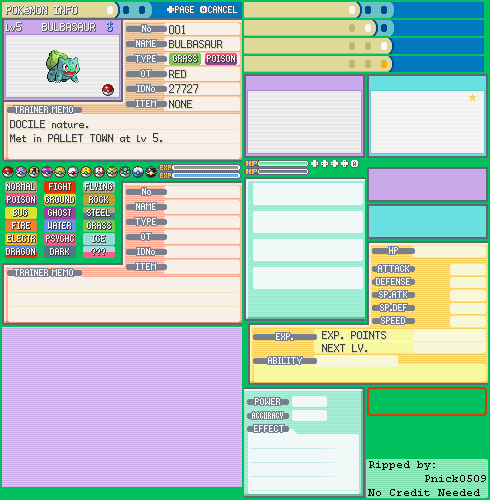 POKéMON INFO PAGE CANCEL
Lv5 BULBASAUR ♂
No 001
NAME BULBASAUR
TYPE GRASS POISON
OT RED
IDNo 27727
ITEM NONE
TRAINER MEMO
DOCILE nature.
Met in PALLET TOWN at Lv 5.
EXP
EXP
HP
HP
NORMAL FIGHT FLYING
POISON GROUND ROCK
BUG GHOST STEEL
FIRE WATER GRASS
ELECTR PSYCHC ICE
DRAGON DARK ???
No
NAME
TYPE
OT
IDNo
ITEM
TRAINER MEMO
HP
ATTACK
DEFENSE
SP.ATK
SP.DEF
SPEED
EXP. EXP. POINTS
NEXT LV.
ABILITY
POWER
ACCURACY
EFFECT
Ripped by:
Pnick0509
No Credit Needed